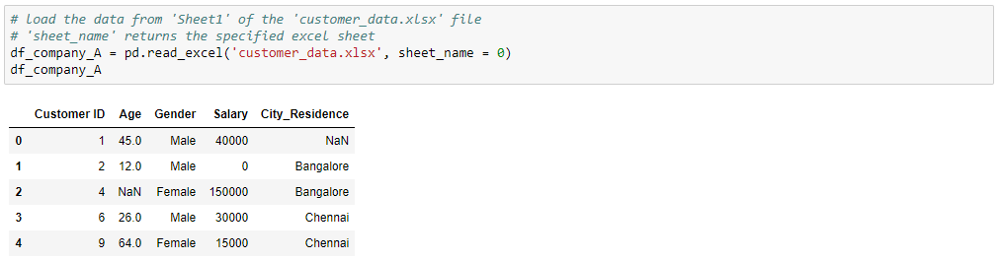 # load the data from 'Sheet1' of the 'customer_data.xlsx' file
# 'sheet_name' returns the specified excel sheet
df_company_A = pd.read_excel('customer_data.xlsx', sheet_name = 0)
df_company_A
Customer ID Age Gender Salary City_Residence
0 1 45.0 Male 40000 NaN
1 2 12.0 Male 0 Bangalore
2 4 NaN Female 150000 Bangalore
3 6 26.0 Male 30000 Chennai
4 9 64.0 Female 15000 Chennai